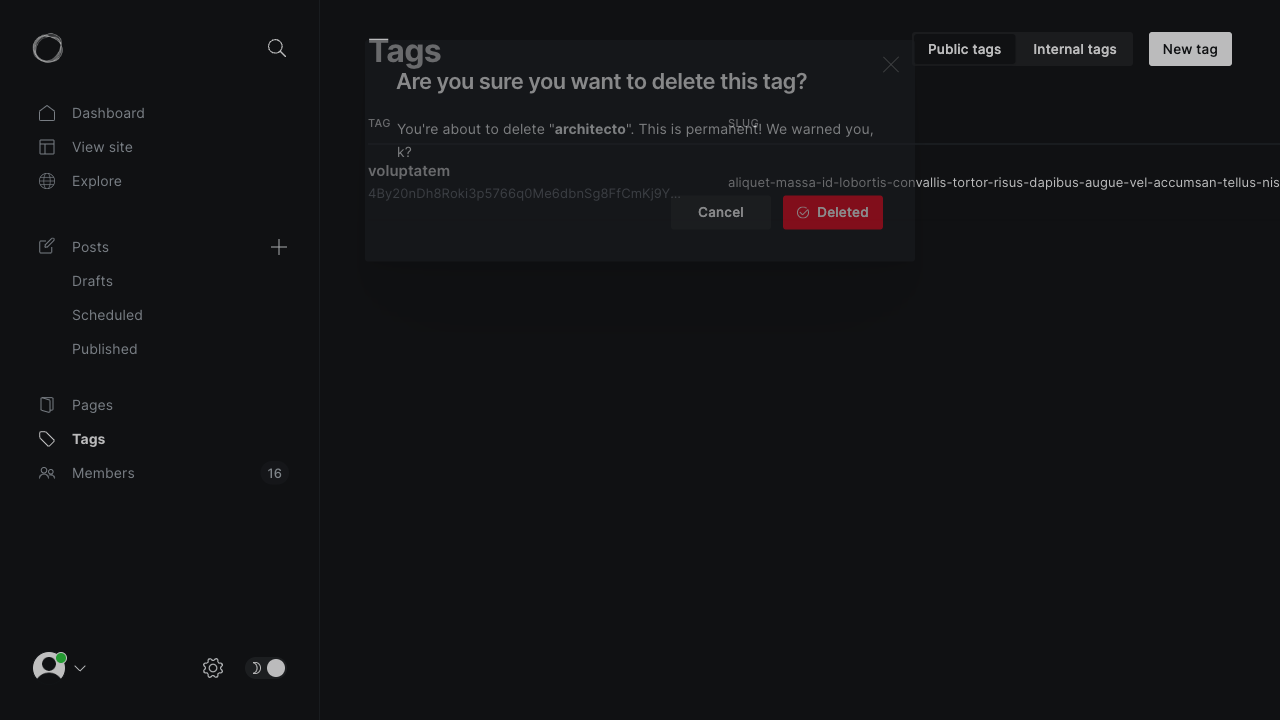 Dashboard
View site
Explore
Posts
Drafts
Scheduled
Published
Pages
Tags
Members 16
Tags
Public tags Internal tags New tag
Are you sure you want to delete this tag?
TAG SLUG
You're about to delete "architecto". This is permanent! We warned you,
k?
voluptatem
aliquet-massa-id-lobortis-convallis-tortor-risus-dapibus-augue-vel-accumsan-tellus-nis
4By20nDh8Roki3p5766q0Me6dbnSg8FfCmKj9Y...
Cancel Deleted